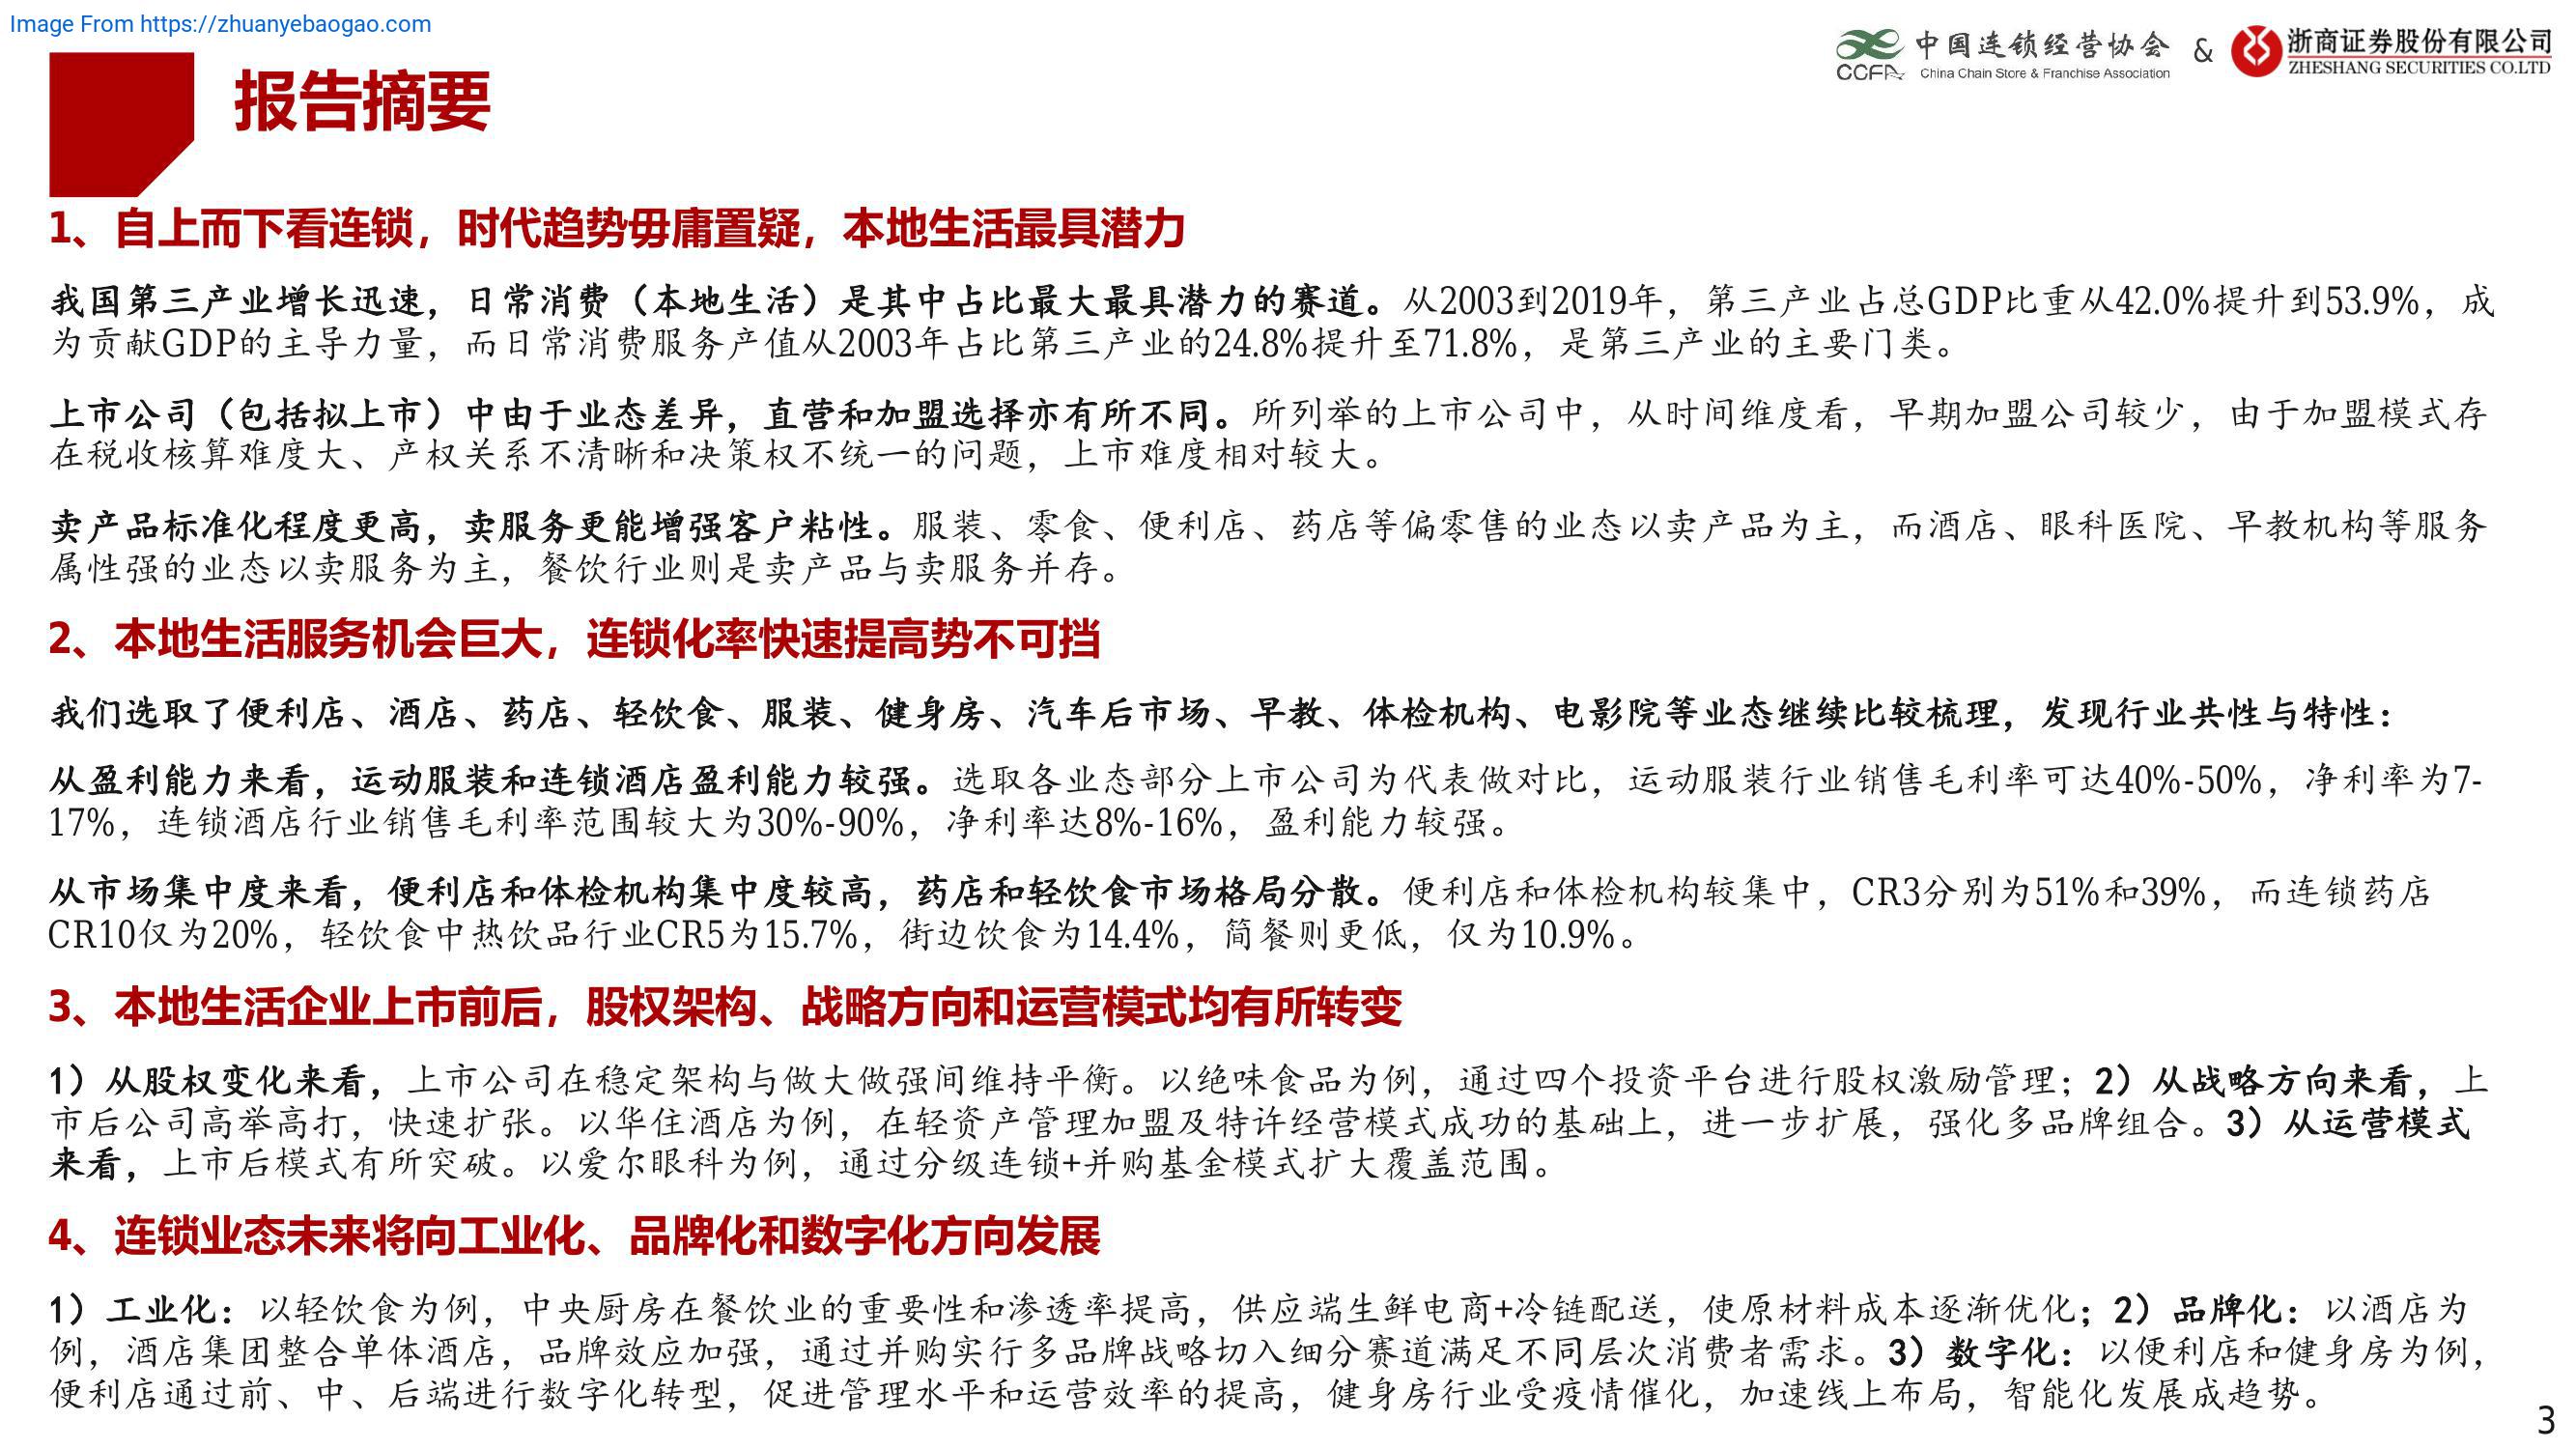 Image From https://zhuanyebaogao.com
中国连锁经营协会
CCFA
China Chain Store & Franchise Association
&
浙商证券股份有限公司
ZHESHANG SECURITIES CO.LTD
报告摘要
1、自上而下看连锁，时代趋势毋庸置疑，本地生活最具潜力
我国第三产业增长迅速，日常消费（本地生活）是其中占比最大最具潜力的赛道。从2003到2019年，第三产业占总GDP比重从42.0%提升到53.9%，成
为贡献GDP的主导力量，而日常消费服务产值从2003年占比第三产业的24.8%提升至71.8%，是第三产业的主要门类。
上市公司（包括拟上市）中由于业态差异，直营和加盟选择亦有所不同。所列举的上市公司中，从时间维度看，早期加盟公司较少，由于加盟模式存
在税收核算难度大、产权关系不清晰和决策权不统一的问题，上市难度相对较大。
卖产品标准化程度更高，卖服务更能增强客户粘性。服装、零食、便利店、药店等偏零售的业态以卖产品为主，而酒店、眼科医院、早教机构等服务
属性强的业态以卖服务为主，餐饮行业则是卖产品与卖服务并存。
2、本地生活服务机会巨大，连锁化率快速提高势不可挡
我们选取了便利店、酒店、药店、轻饮食、服装、健身房、汽车后市场、早教、体检机构、电影院等业态继续比较梳理，发现行业共性与特性：
从盈利能力来看，运动服装和连锁酒店盈利能力较强。选取各业态部分上市公司为代表做对比，运动服装行业销售毛利率可达40%-50%，净利率为7-
17%，连锁酒店行业销售毛利率范围较大为30%-90%，净利率达8%-16%，盈利能力较强。
从市场集中度来看，便利店和体检机构集中度较高，药店和轻饮食市场格局分散。便利店和体检机构较集中，CR3分别为51%和39%，而连锁药店
CR10仅为20%，轻饮食中热饮品行业CR5为15.7%，街边饮食为14.4%，简餐则更低，仅为10.9%。
3、本地生活企业上市前后，股权架构、战略方向和运营模式均有所转变
1）从股权变化来看，上市公司在稳定架构与做大做强间维持平衡。以绝味食品为例，通过四个投资平台进行股权激励管理；2）从战略方向来看，上
市后公司高举高打，快速扩张。以华住酒店为例，在轻资产管理加盟及特许经营模式成功的基础上，进一步扩展，强化多品牌组合。3）从运营模式
来看，上市后模式有所突破。以爱尔眼科为例，通过分级连锁+并购基金模式扩大覆盖范围。
4、连锁业态未来将向工业化、品牌化和数字化方向发展
1）工业化：以轻饮食为例，中央厨房在餐饮业的重要性和渗透率提高，供应端生鲜电商+冷链配送，使原材料成本逐渐优化；2）品牌化：以酒店为
例，酒店集团整合单体酒店，品牌效应加强，通过并购实行多品牌战略切入细分赛道满足不同层次消费者需求。3）数字化：以便利店和健身房为例，
便利店通过前、中、后端进行数字化转型，促进管理水平和运营效率的提高，健身房行业受疫情催化，加速线上布局，智能化发展成趋势。
3